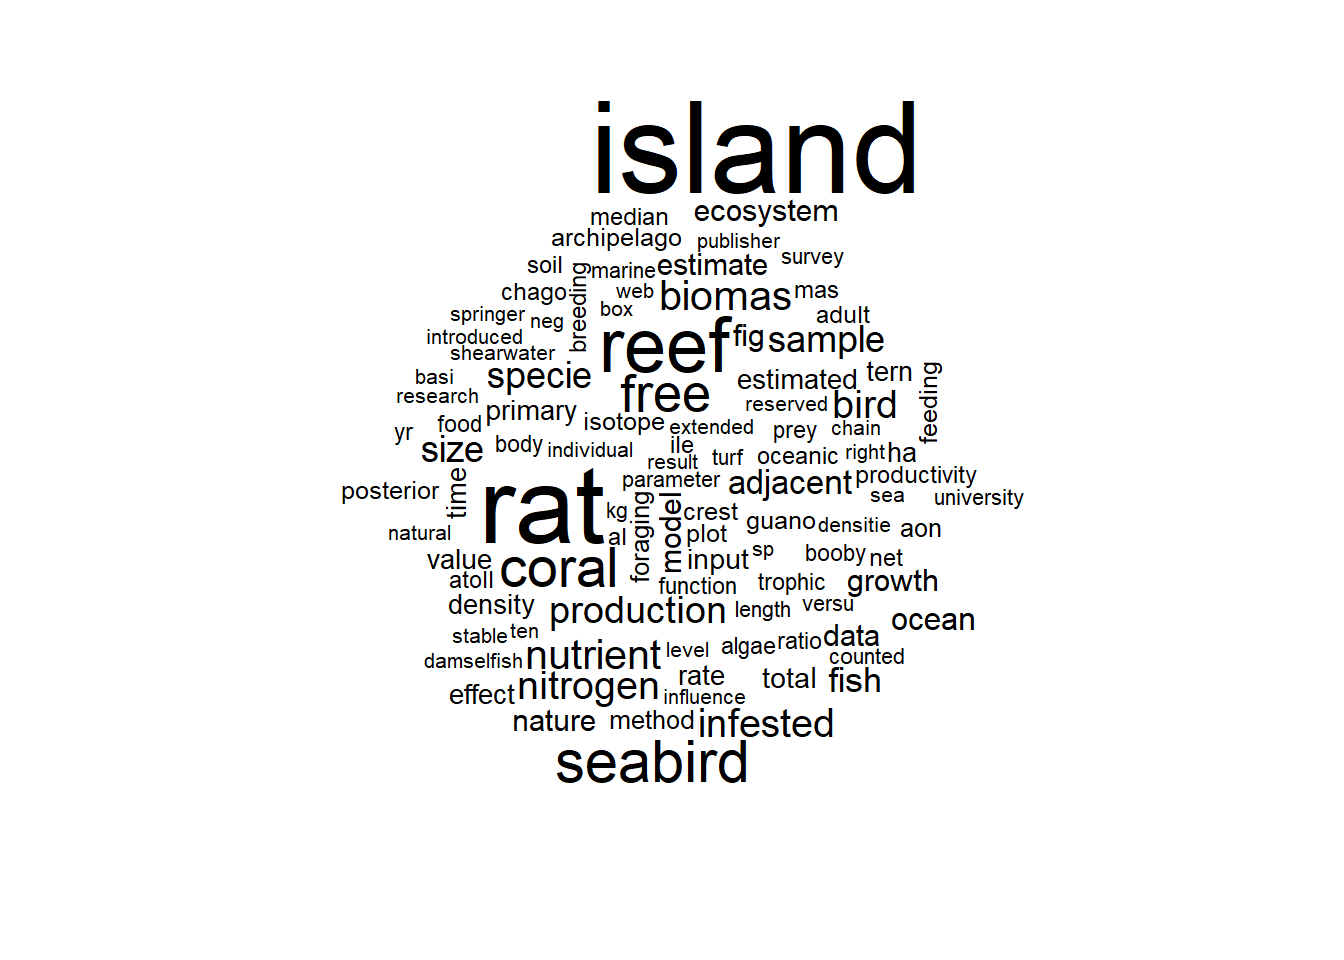 island
median ecosystem
archipelago publisher
soil marine estimate survey
chago breeding web biomas mas
springer neg box adult
introduced reef fig sample
shearwater
basi specie free estimated tern feeding
research primary reserved bird
yr food isotope extended prey chain
size body individual ile
result turf oceanic right ha
posterior time rat parameter adjacent productivity
sea university
kg foraging model crest guano densitie aon
natural al plot
value coral input sp booby net
atoll function trophic growth
density production length versu ocean
stable ten
damselfish nutrient level algae ratio data
counted
effect nitrogen rate total fish
influence
nature method infested
seabird